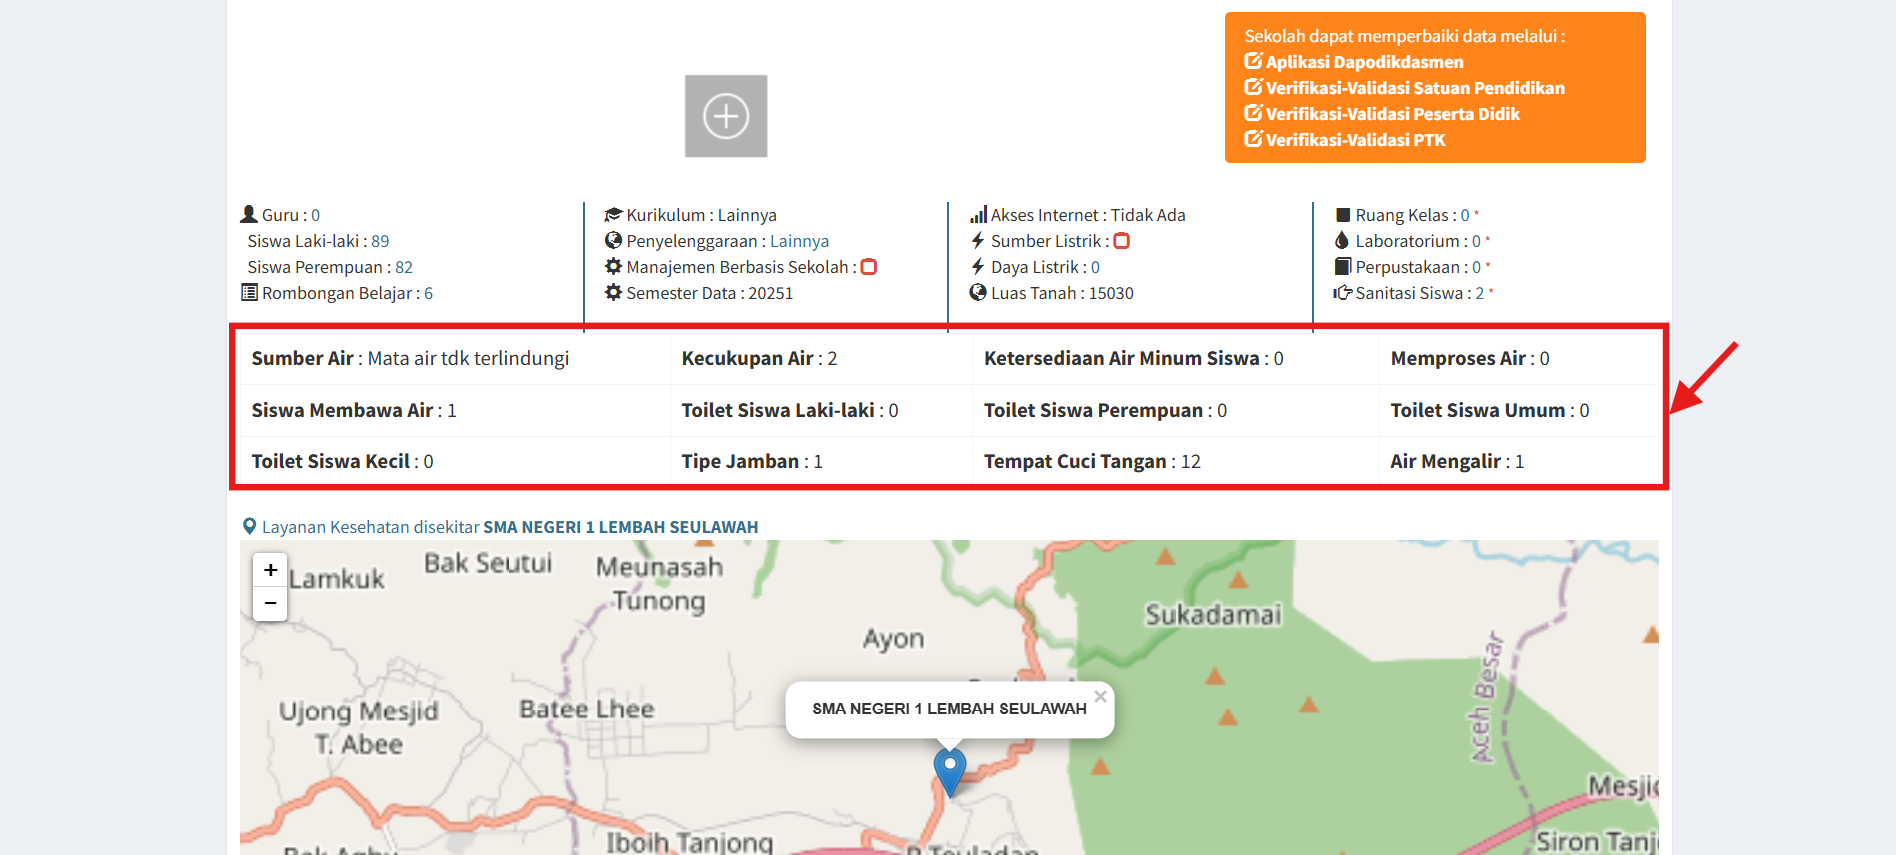 Sekolah dapat memperbaiki data melalui :
Aplikasi Dapodikdasmen
Verifikasi-Validasi Satuan Pendidikan
Verifikasi-Validasi Peserta Didik
Verifikasi-Validasi PTK
Guru : 0
Siswa Laki-laki : 89
Siswa Perempuan : 82
Rombongan Belajar : 6
Kurikulum : Lainnya
Penyelenggaraan : Lainnya
Manajemen Berbasis Sekolah :
Semester Data : 20251
Akses Internet : Tidak Ada
Sumber Listrik :
Daya Listrik : 0
Luas Tanah : 15030
Ruang Kelas : 0 *
Laboratorium : 0 *
Perpustakaan : 0 *
Sanitasi Siswa : 2 *
Sumber Air : Mata air tdk terlindungi
Kecukupan Air : 2
Ketersediaan Air Minum Siswa : 0
Memproses Air : 0
Siswa Membawa Air : 1
Toilet Siswa Laki-laki : 0
Toilet Siswa Perempuan : 0
Toilet Siswa Umum : 0
Toilet Siswa Kecil : 0
Tipe Jamban : 1
Tempat Cuci Tangan : 12
Air Mengalir : 1
Layanan Kesehatan disekitar SMA NEGERI 1 LEMBAH SEULAWAH
+
−
Lamkuk
Bak Seutui
Meunasah
Tunong
Ayon
Sukadamai
Aceh Besar
Ujong Mesjid
T. Abee
Batee Lhee
SMA NEGERI 1 LEMBAH SEULAWAH
×
Iboih Tanjong
Siron